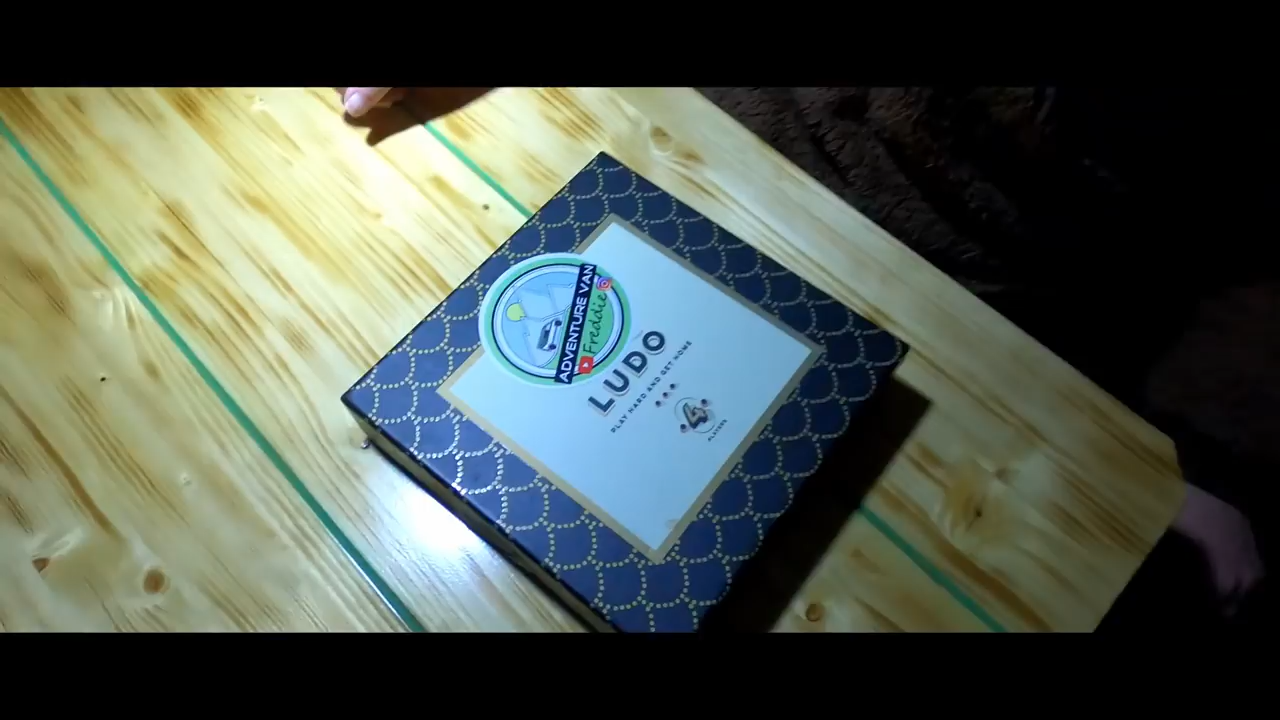 ADVENTURE VAN
Freddie
LUDO
PLAY HARD AND GET HOME
4
PLAYERS